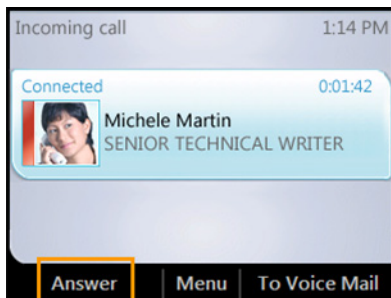 Incoming call 1:14 PM
Connected 0:01:42
Michele Martin
SENIOR TECHNICAL WRITER
Answer Menu To Voice Mail